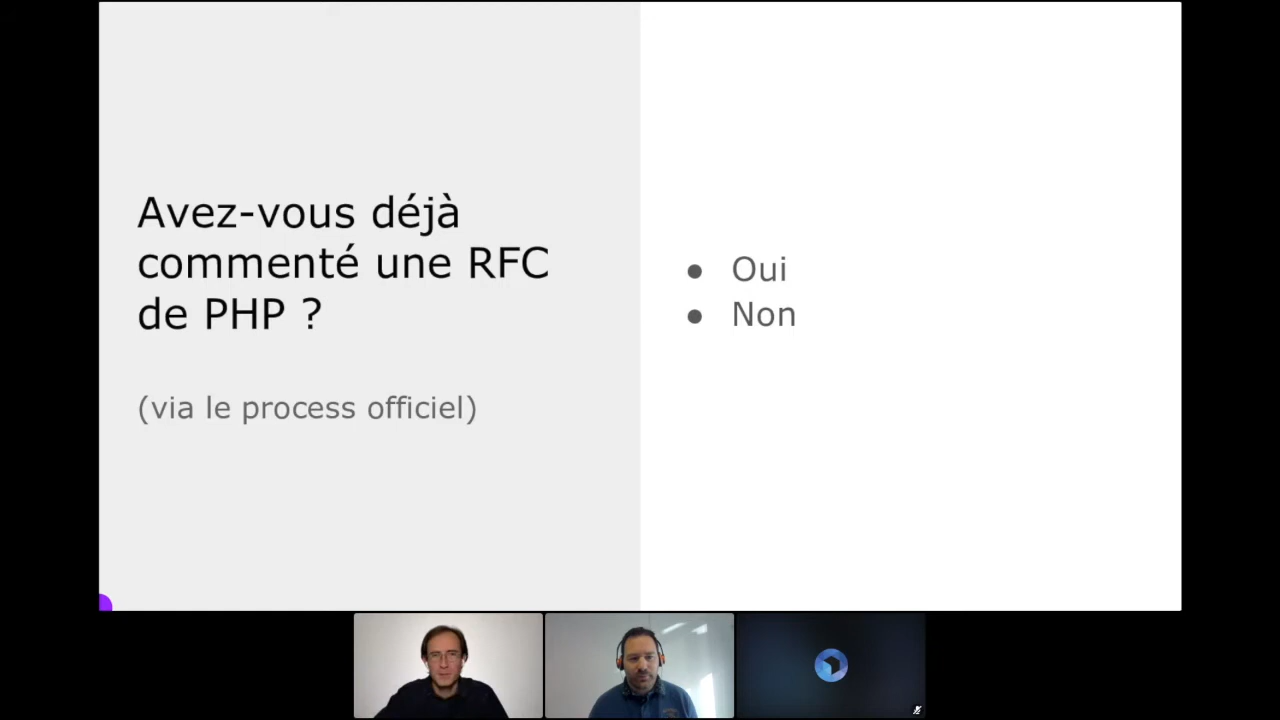 Avez-vous déjà
commenté une RFC
de PHP ?
(via le process officiel)
● Oui
● Non